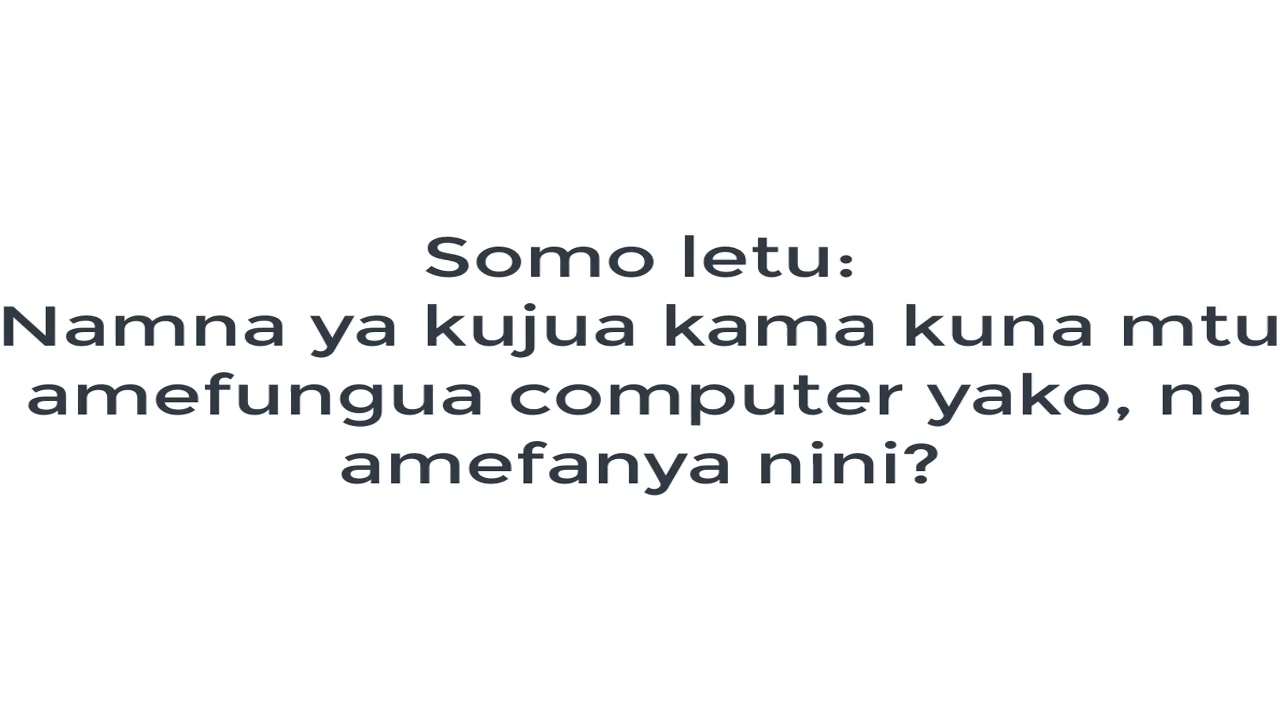 Somo letu:
Namna ya kujua kama kuna mtu
amefungua computer yako, na
amefanya nini?